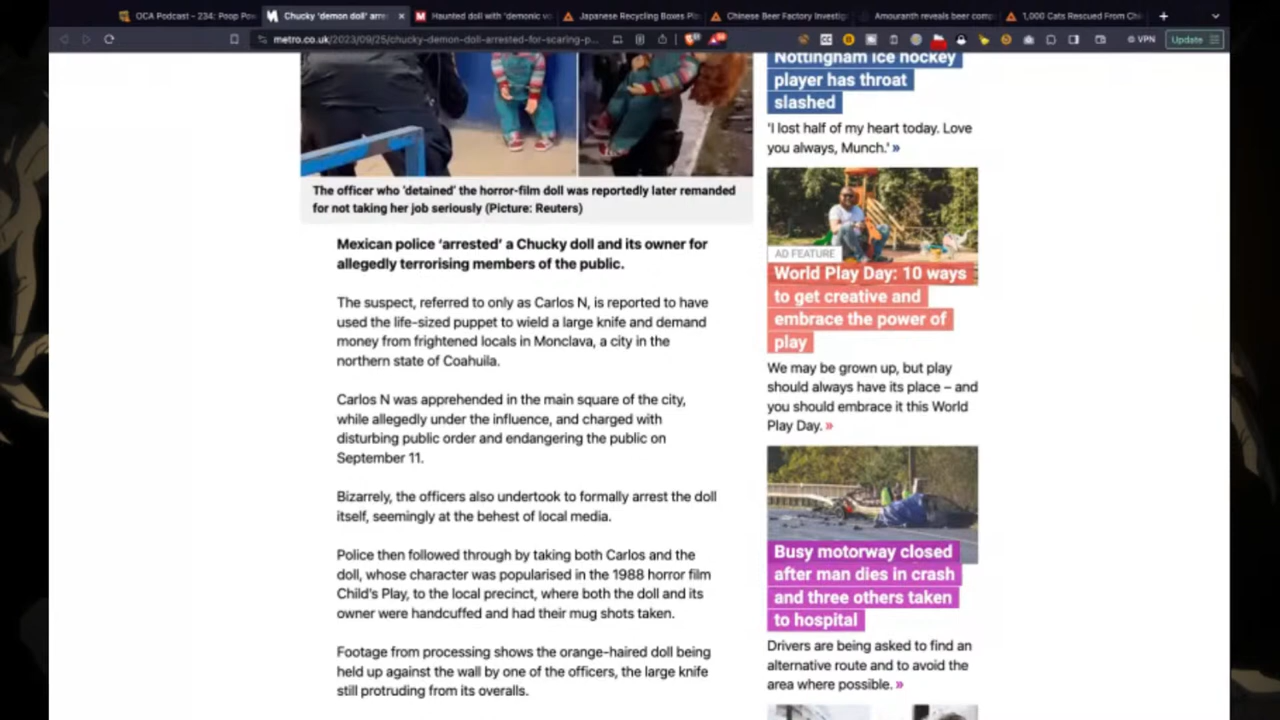 OCA Podcast – 234: Poop Pow
Chucky 'demon doll' arre
Haunted doll with 'demonic vo
Japanese Recycling Boxes Pl
Chinese Beer Factory Investig
Amouranth reveals beer comp
1,000 Cats Rescued From Chi
metro.co.uk/2023/09/25/chucky-demon-doll-arrested-for-scaring-p...
VPN
Update
The officer who 'detained' the horror-film doll was reportedly later remanded
for not taking her job seriously (Picture: Reuters)
Mexican police 'arrested' a Chucky doll and its owner for
allegedly terrorising members of the public.
The suspect, referred to only as Carlos N, is reported to have
used the life-sized puppet to wield a large knife and demand
money from frightened locals in Monclava, a city in the
northern state of Coahuila.
Carlos N was apprehended in the main square of the city,
while allegedly under the influence, and charged with
disturbing public order and endangering the public on
September 11.
Bizarrely, the officers also undertook to formally arrest the doll
itself, seemingly at the behest of local media.
Police then followed through by taking both Carlos and the
doll, whose character was popularised in the 1988 horror film
Child's Play, to the local precinct, where both the doll and its
owner were handcuffed and had their mug shots taken.
Footage from processing shows the orange-haired doll being
held up against the wall by one of the officers, the large knife
still protruding from its overalls.
Nottingham ice hockey
player has throat
slashed
'I lost half of my heart today. Love
you always, Munch.' »
AD FEATURE
World Play Day: 10 ways
to get creative and
embrace the power of
play
We may be grown up, but play
should always have its place – and
you should embrace it this World
Play Day. »
Busy motorway closed
after man dies in crash
and three others taken
to hospital
Drivers are being asked to find an
alternative route and to avoid the
area where possible. »